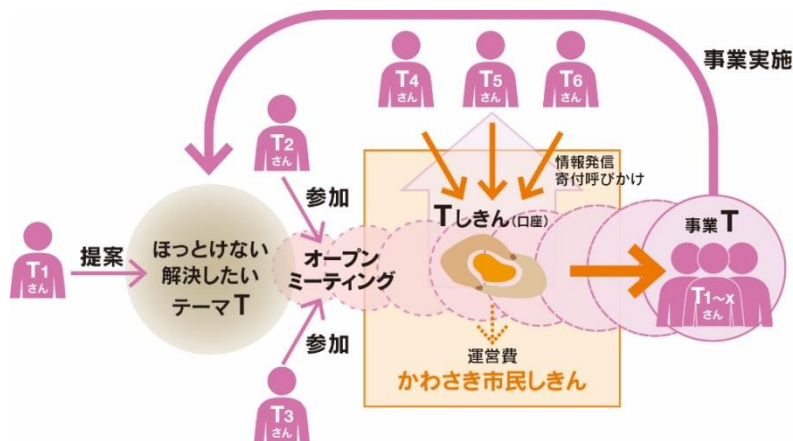 事業実施
T4
さん
T5
さん
T6
さん
T2
さん
参加
情報発信
寄付呼びかけ
T1
さん
提案
ほっとけない
解決したい
テーマT
オープン
ミーティング
Tしきん(口座)
事業T
T1~x
さん
参加
T3
さん
運営費
かわさき市民しきん